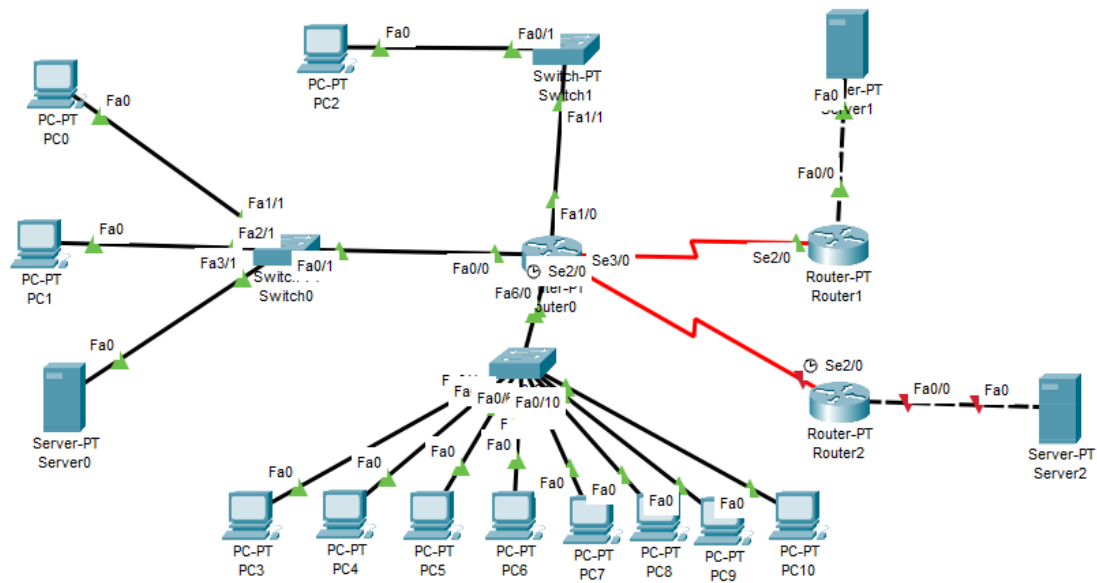 Fa0
Fa0/1
PC-PT
PC2
Switch-PT
Switch1
Fa1/1
Fa0
PC-PT
PC0
Fa0
Fa0/0
Fa1/1
Fa0
Fa2/1
Fa3/1
Fa0/1
PC-PT
PC1
Switch0
Fa1/0
Fa0/0
Se3/0
Se2/0
Fa6/0
Se2/0
Router-PT
Router1
Fa0
Server-PT
Server0
Fa0/10
Se2/0
Router-PT
Router2
Fa0/0
Fa0
Server-PT
Server2
Fa0
Fa0
Fa0
Fa0
Fa0
Fa0
Fa0
Fa0
PC-PT
PC3
PC-PT
PC4
PC-PT
PC5
PC-PT
PC6
PC-PT
PC7
PC-PT
PC8
PC-PT
PC9
PC-PT
PC10